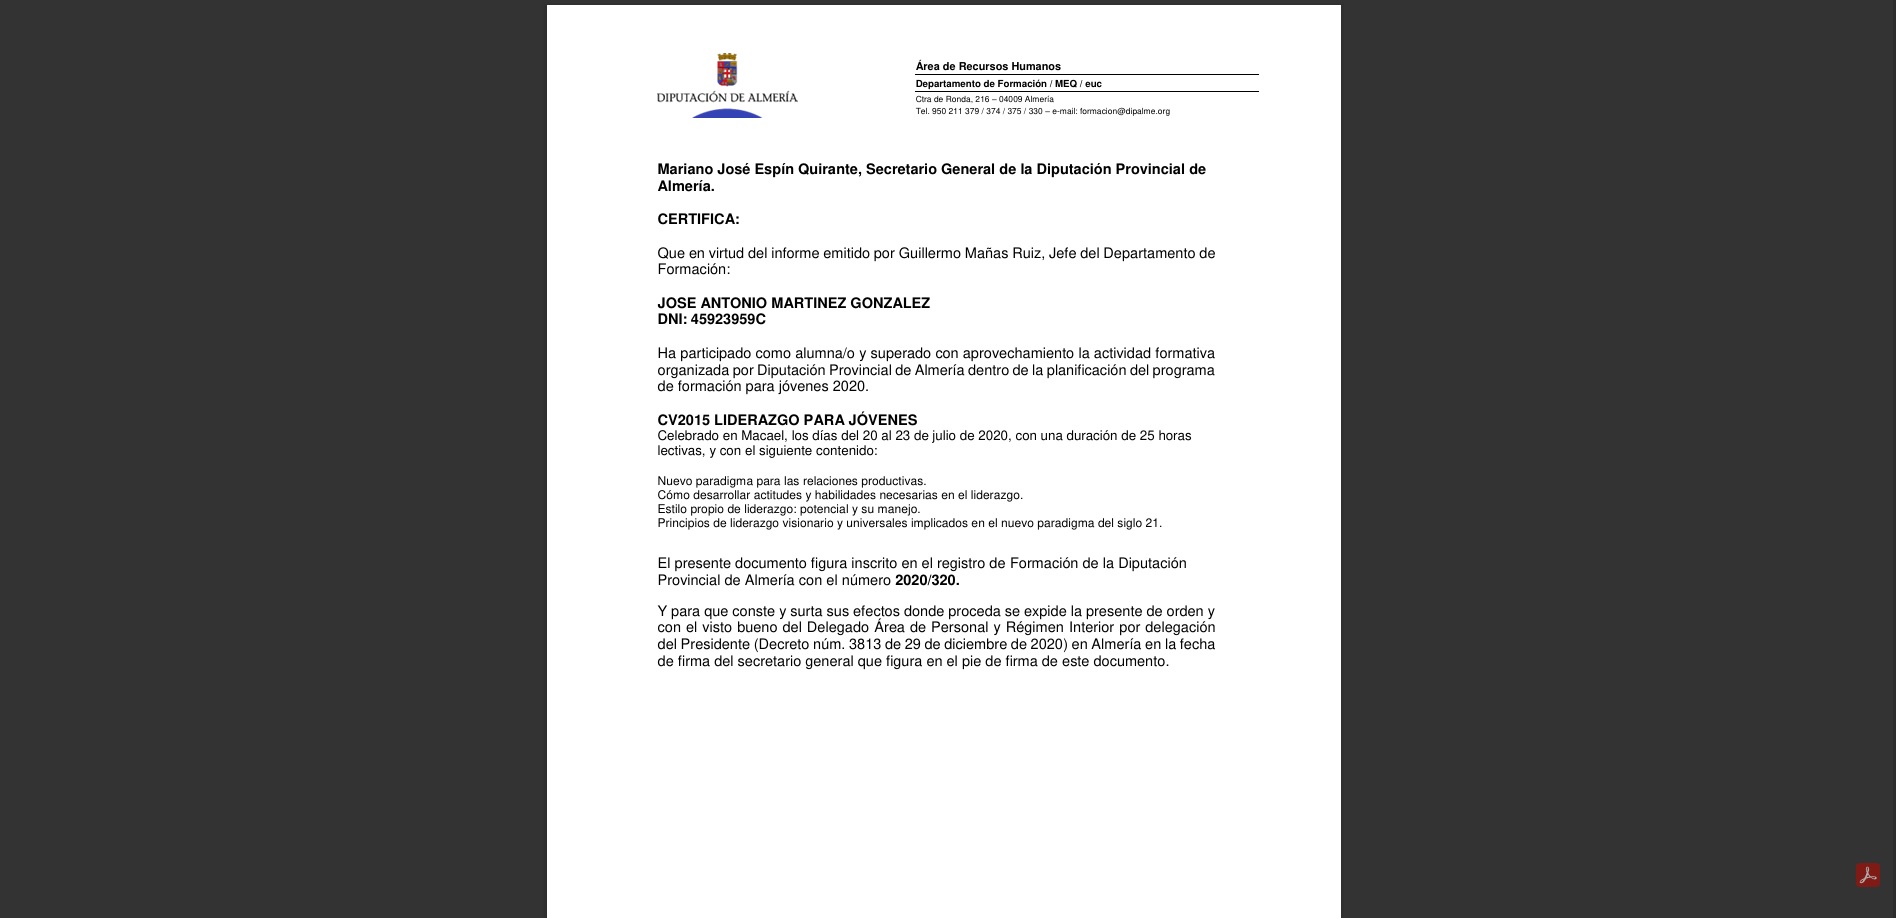 DIPUTACIÓN DE ALMERÍA
Área de Recursos Humanos
Departamento de Formación / MEQ / euc
Ctra de Ronda, 216 – 04009 Almería
Tel. 950 211 379 / 374 / 375 / 330 – e-mail: formacion@dipalme.org
Mariano José Espín Quirante, Secretario General de la Diputación Provincial de
Almería.
CERTIFICA:
Que en virtud del informe emitido por Guillermo Mañas Ruiz, Jefe del Departamento de
Formación:
JOSE ANTONIO MARTINEZ GONZALEZ
DNI: 45923959C
Ha participado como alumna/o y superado con aprovechamiento la actividad formativa
organizada por Diputación Provincial de Almería dentro de la planificación del programa
de formación para jóvenes 2020.
CV2015 LIDERAZGO PARA JÓVENES
Celebrado en Macael, los días del 20 al 23 de julio de 2020, con una duración de 25 horas
lectivas, y con el siguiente contenido:
Nuevo paradigma para las relaciones productivas.
Cómo desarrollar actitudes y habilidades necesarias en el liderazgo.
Estilo propio de liderazgo: potencial y su manejo.
Principios de liderazgo visionario y universales implicados en el nuevo paradigma del siglo 21.
El presente documento figura inscrito en el registro de Formación de la Diputación
Provincial de Almería con el número 2020/320.
Y para que conste y surta sus efectos donde proceda se expide la presente de orden y
con el visto bueno del Delegado Área de Personal y Régimen Interior por delegación
del Presidente (Decreto núm. 3813 de 29 de diciembre de 2020) en Almería en la fecha
de firma del secretario general que figura en el pie de firma de este documento.